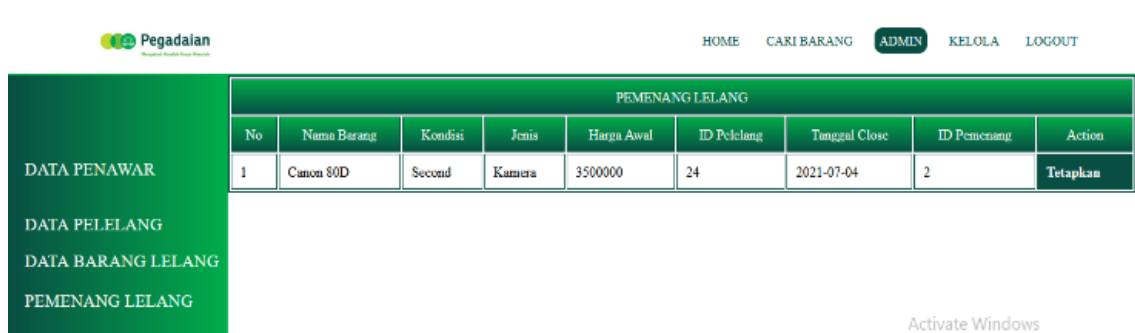 Pegadaian
HOME CARI BARANG ADMIN KELOLA LOGOUT
PEMENANG LELANG
No Nama Barang Kondisi Jenis Harga Awal ID Pelelang Tanggal Close ID Pemenang Action
1 Canon 80D Second Kamera 3500000 24 2021-07-04 2 Tetapkan
DATA PENAWAR
DATA PELELANG
DATA BARANG LELANG
PEMENANG LELANG
Activate Windows